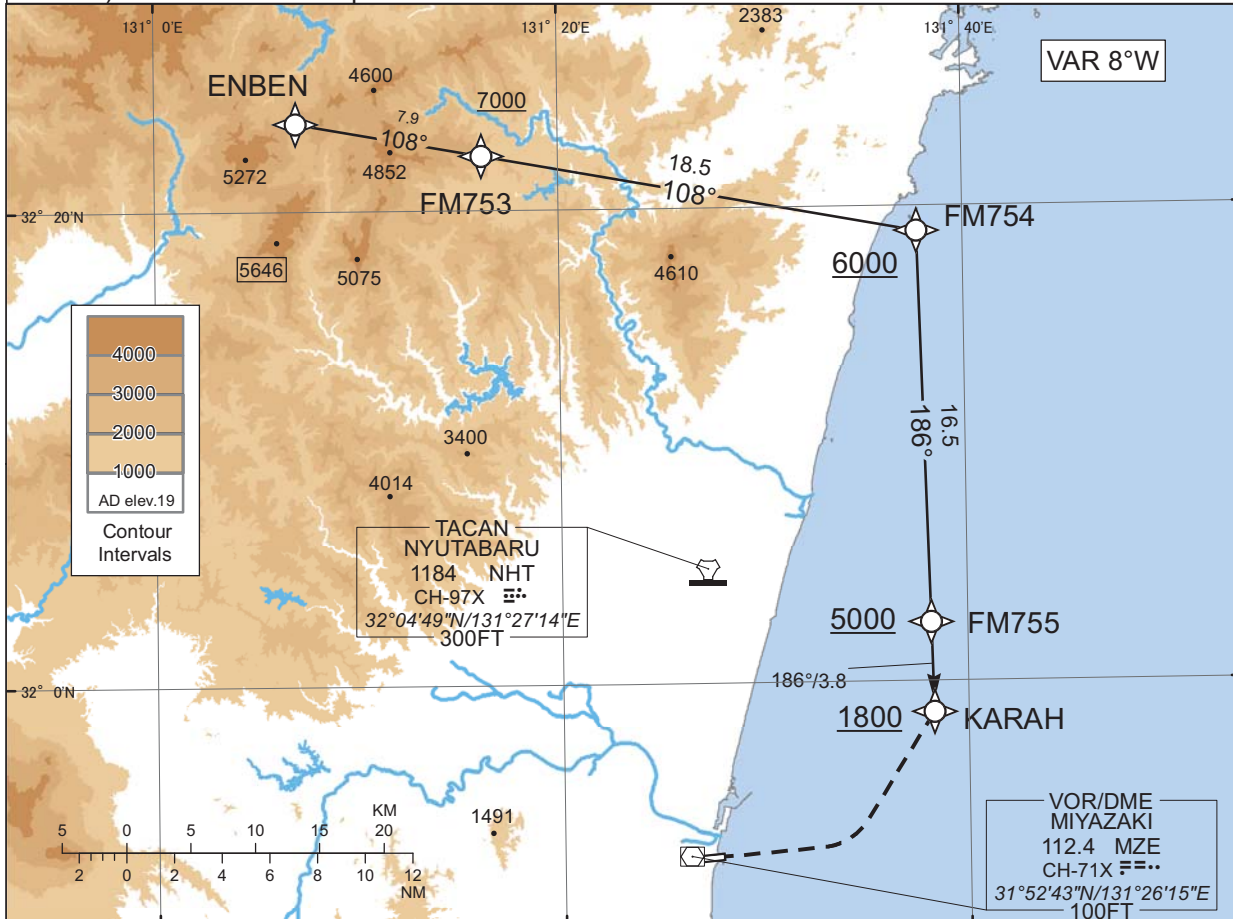 131° 0'E
131° 20'E
131° 40'E
2383
VAR 8°W
ENBEN
4600
7000
7.9
108°
5272
4852
FM753
18.5
108°
32° 20'N
FM754
6000
5646
5075
4610
4000
3000
2000
1000
AD elev.19
Contour
Intervals
16.5
186°
3400
4014
TACAN
NYUTABARU
1184 NHT
CH-97X
32°04'49"N/131°27'14"E
300FT
5000
FM755
186°/3.8
32° 0'N
1800
KARAH
KM
5 0 5 10 15 20
2 0 2 4 6 8 10 12
NM
1491
VOR/DME
MIYAZAKI
112.4 MZE
CH-71X
31°52'43"N/131°26'15"E
100FT